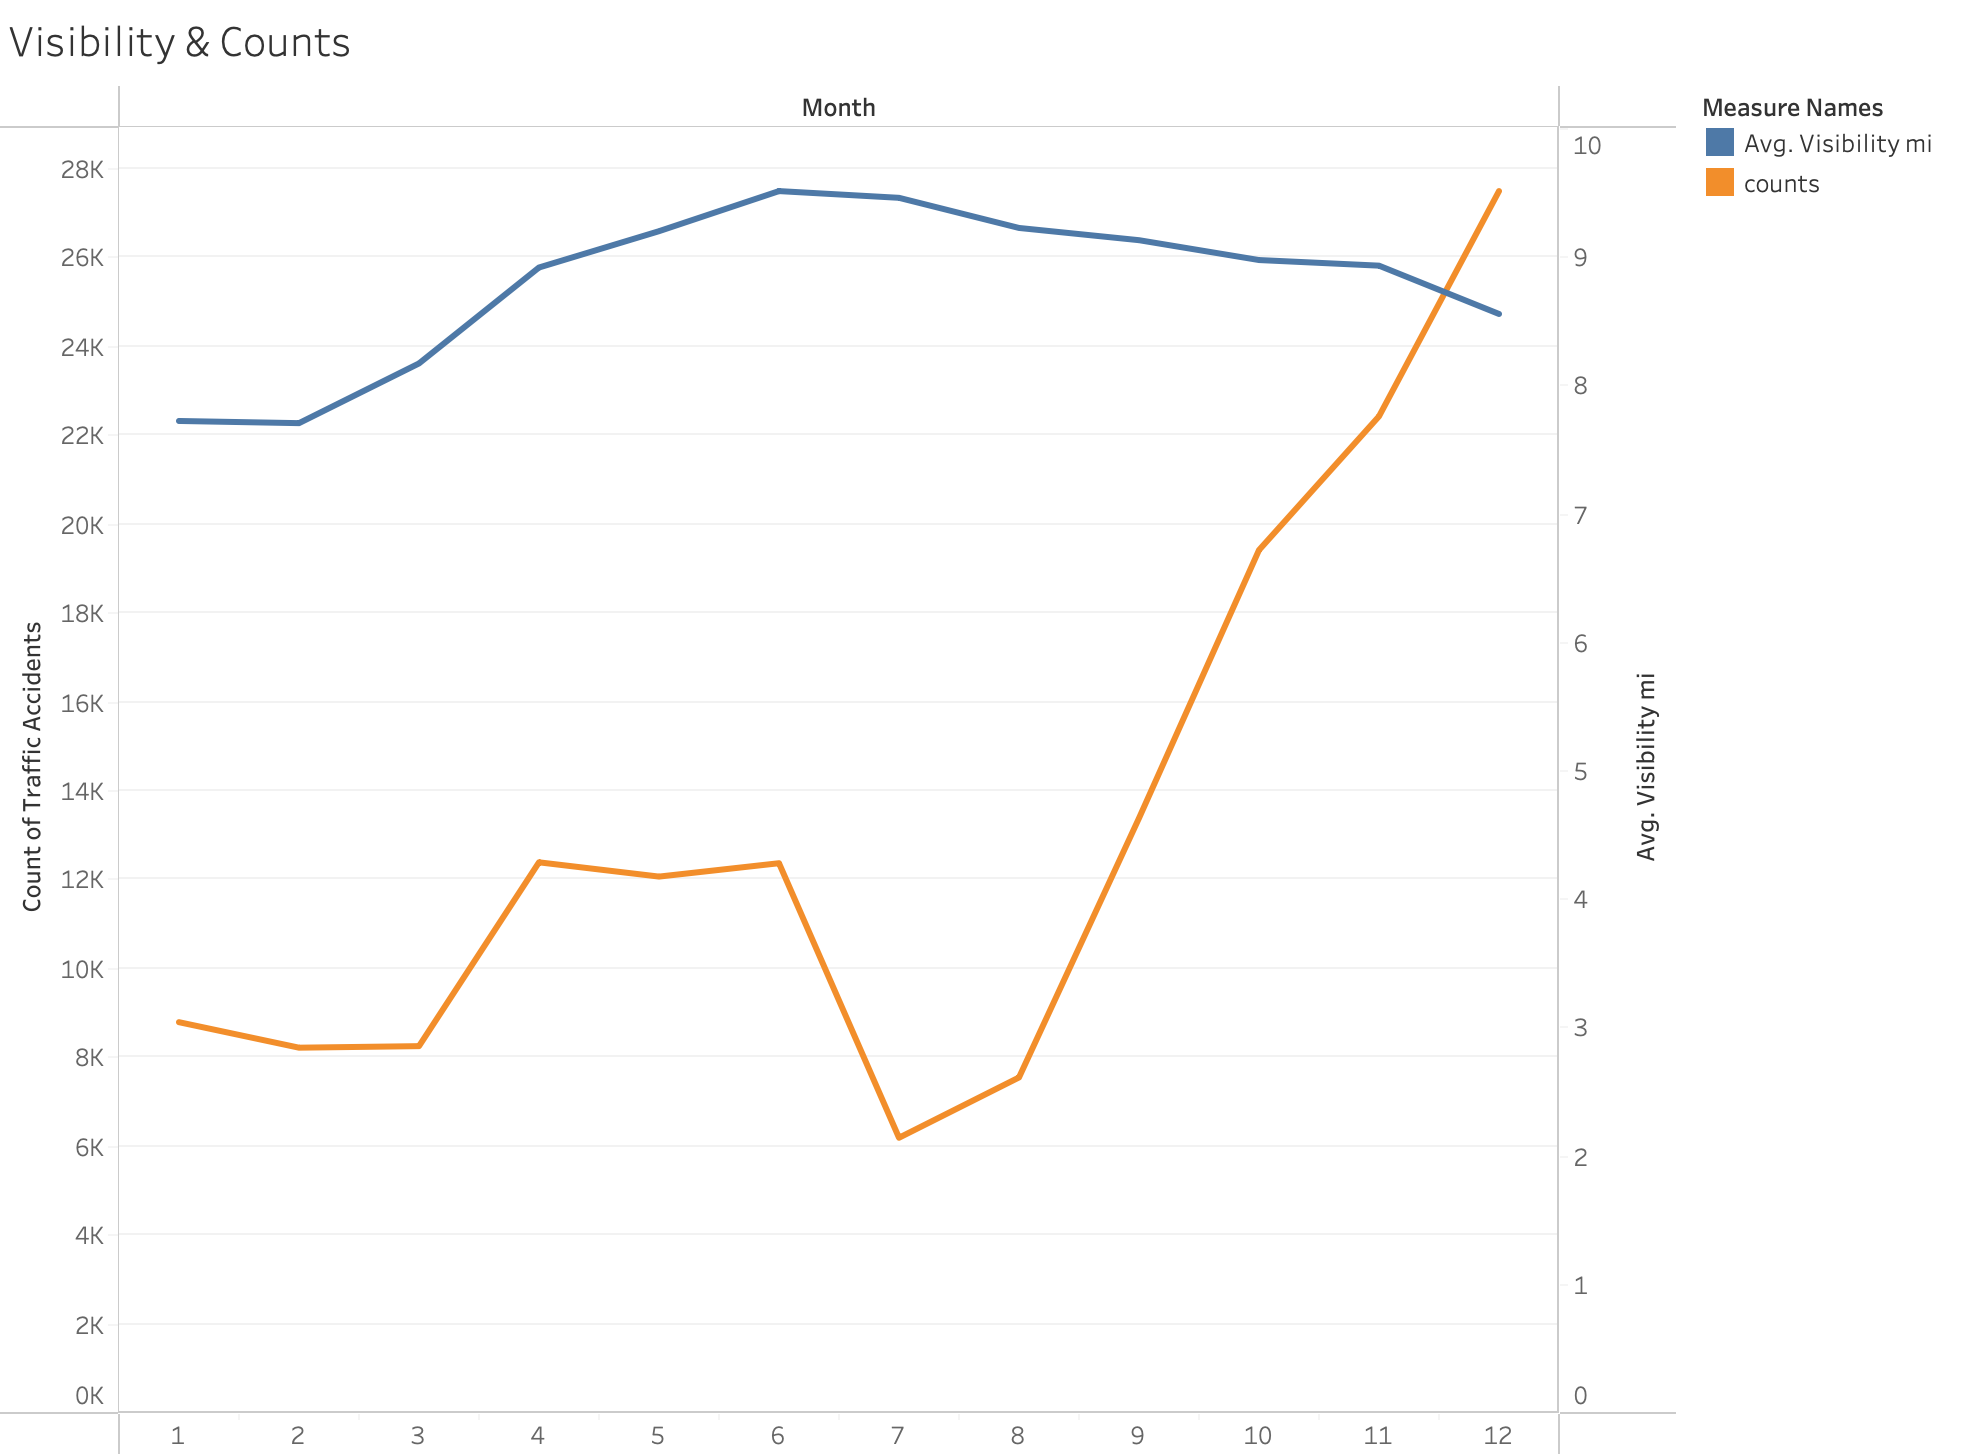 Visibility & Counts
Month
Measure Names
Avg. Visibility mi
counts
Count of Traffic Accidents
28K
26K
24K
22K
20K
18K
16K
14K
12K
10K
8K
6K
4K
2K
0K
10
9
8
7
6
5
4
3
2
1
0
Avg. Visibility mi
1 2 3 4 5 6 7 8 9 10 11 12